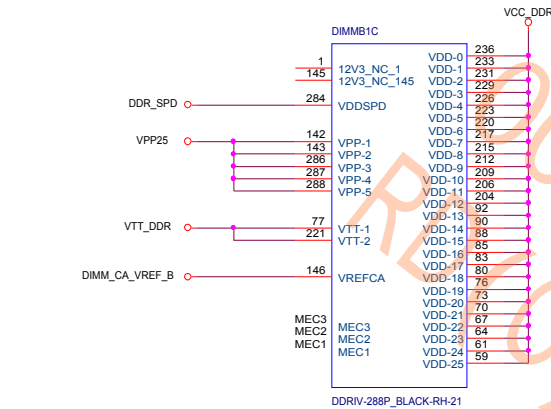 VCC_DDR
DIMMB1C
1 12V3_NC_1
145 12V3_NC_145
DDR_SPD 284 VDDSPD
VPP25 142 VPP-1
143 VPP-2
286 VPP-3
287 VPP-4
288 VPP-5
VTT_DDR 77 VTT-1
221 VTT-2
DIMM_CA_VREF_B 146 VREFCA
MEC3 MEC3
MEC2 MEC2
MEC1 MEC1
VDD-0 236
VDD-1 233
VDD-2 231
VDD-3 229
VDD-4 226
VDD-5 223
VDD-6 220
VDD-7 217
VDD-8 215
VDD-9 212
VDD-10 209
VDD-11 206
VDD-12 204
VDD-13 92
VDD-14 90
VDD-15 88
VDD-16 85
VDD-17 83
VDD-18 80
VDD-19 76
VDD-20 73
VDD-21 70
VDD-22 67
VDD-23 64
VDD-24 61
VDD-25 59
DDRIV-288P_BLACK-RH-21